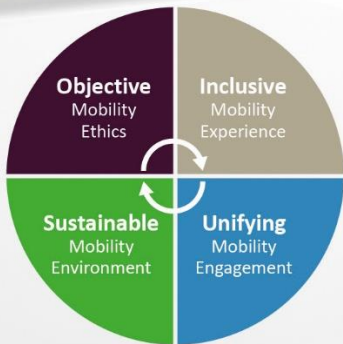 Objective
Mobility
Ethics
Inclusive
Mobility
Experience
Sustainable
Mobility
Environment
Unifying
Mobility
Engagement